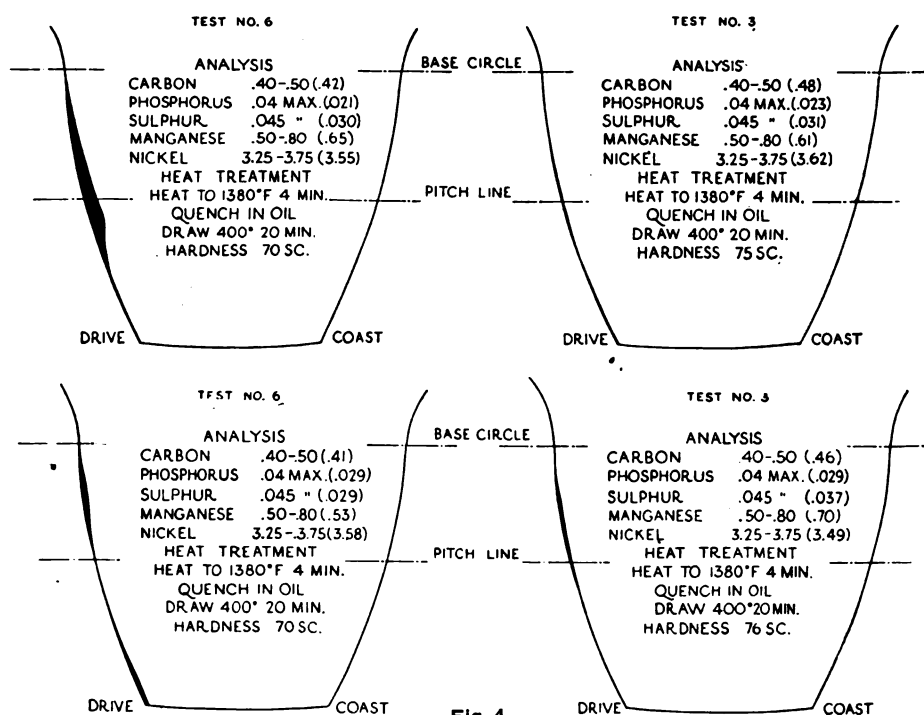 TEST NO. 6
ANALYSIS
CARBON .40-.50 (.42)
PHOSPHORUS .04 MAX. (.021)
SULPHUR .045 " (.030)
MANGANESE .50-.80 (.65)
NICKEL 3.25-3.75 (3.55)
HEAT TREATMENT
HEAT TO 1380°F 4 MIN.
QUENCH IN OIL
DRAW 400° 20 MIN.
HARDNESS 70 SC.
DRIVE
COAST
BASE CIRCLE
PITCH LINE
TEST NO. 3
ANALYSIS
CARBON .40-.50 (.48)
PHOSPHORUS .04 MAX. (.023)
SULPHUR .045 " (.031)
MANGANESE .50-.80 (.61)
NICKEL 3.25-3.75 (3.62)
HEAT TREATMENT
HEAT TO 1380°F 4 MIN.
QUENCH IN OIL
DRAW 400° 20 MIN.
HARDNESS 75 SC.
DRIVE
COAST
TEST NO. 6
ANALYSIS
CARBON .40-.50 (.41)
PHOSPHORUS .04 MAX. (.029)
SULPHUR .045 " (.029)
MANGANESE .50-.80 (.53)
NICKEL 3.25-3.75 (3.58)
HEAT TREATMENT
HEAT TO 1380°F 4 MIN.
QUENCH IN OIL
DRAW 400° 20 MIN.
HARDNESS 70 SC.
DRIVE
COAST
BASE CIRCLE
PITCH LINE
TEST NO.
ANALYSIS
CARBON .40-.50 (.46)
PHOSPHORUS .04 MAX. (.029)
SULPHUR .045 " (.037)
MANGANESE .50-.80 (.70)
NICKEL 3.25-3.75 (3.49)
HEAT TREATMENT
HEAT TO 1380°F 4 MIN.
QUENCH IN OIL
DRAW 400° 20 MIN.
HARDNESS 76 SC.
DRIVE
COAST